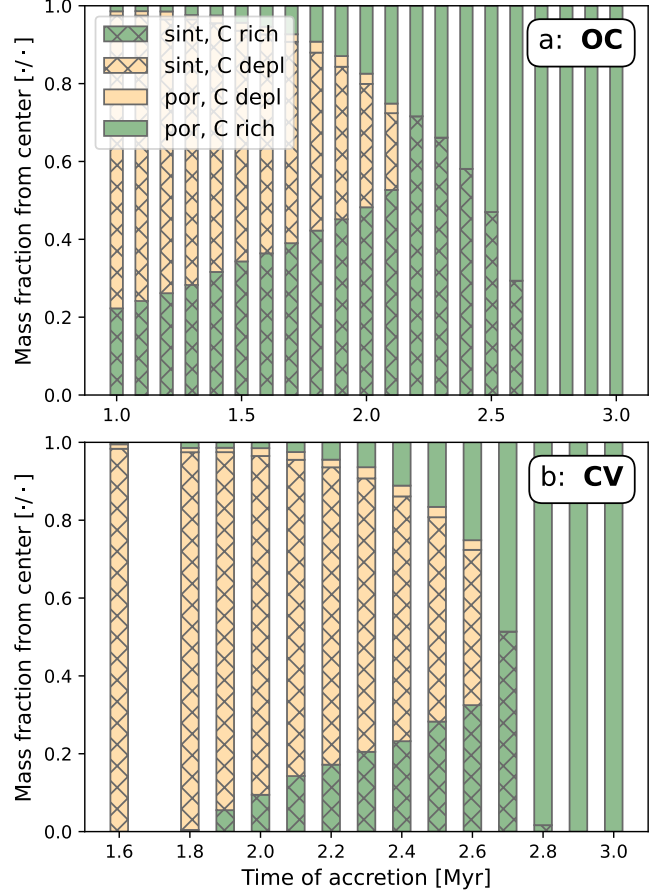 1.0
0.8
0.6
0.4
0.2
0.0
Mass fraction from center [·/·]
sint, C rich
sint, C depl
por, C depl
por, C rich
a: OC
1.0 1.5 2.0 2.5 3.0
1.0
0.8
0.6
0.4
0.2
0.0
Mass fraction from center [·/·]
b: CV
1.6 1.8 2.0 2.2 2.4 2.6 2.8 3.0
Time of accretion [Myr]